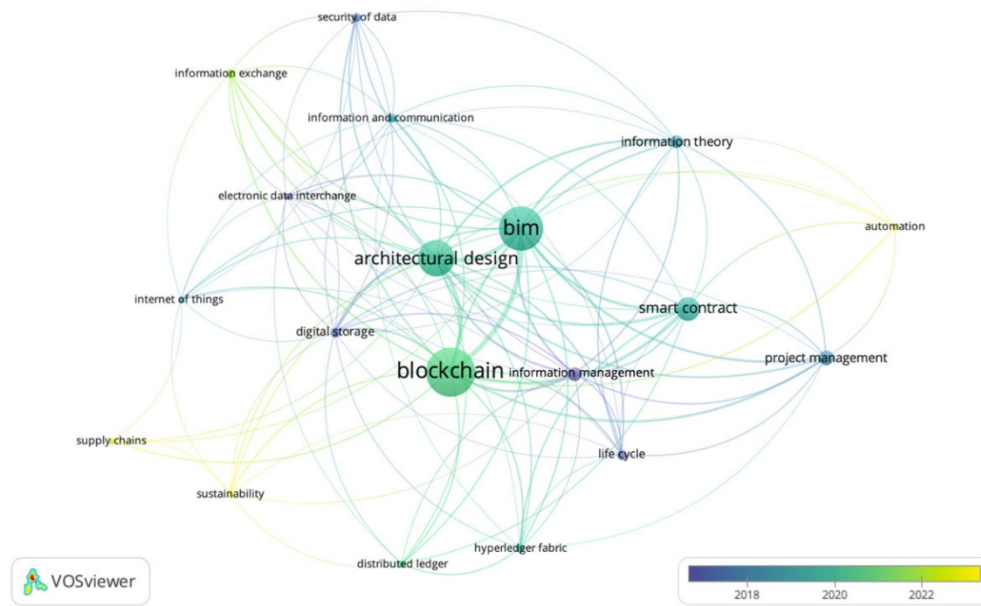 security of data
information exchange
information and communication
information theory
electronic data interchange
bim
automation
architectural design
internet of things
smart contract
digital storage
project management
blockchain
information management
supply chains
life cycle
sustainability
hyperledger fabric
distributed ledger
VOSviewer
2018
2020
2022